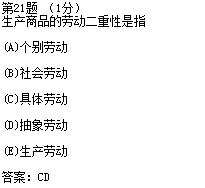 第21题 （1分）
生产商品的劳动二重性是指
(A)个别劳动
(B)社会劳动
(C)具体劳动
(D)抽象劳动
(E)生产劳动
答案：CD